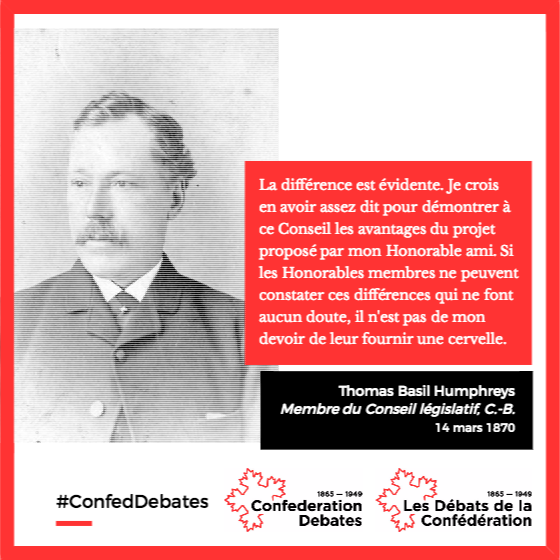 La différence est évidente. Je crois
en avoir assez dit pour démontrer à
ce Conseil les avantages du projet
proposé par mon Honorable ami. Si
les Honorables membres ne peuvent
constater ces différences qui ne font
aucun doute, il n'est pas de mon
devoir de leur fournir une cervelle.
Thomas Basil Humphreys
Membre du Conseil législatif, C.-B.
14 mars 1870
#ConfedDebates
1865 — 1949
Confederation
Debates
1865 — 1949
Les Débats de la
Confédération